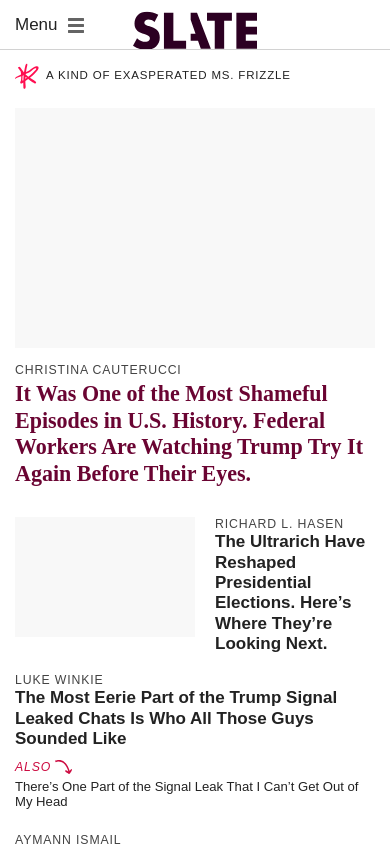 Menu
SLATE
A KIND OF EXASPERATED MS. FRIZZLE
CHRISTINA CAUTERUCCI
It Was One of the Most Shameful
Episodes in U.S. History. Federal
Workers Are Watching Trump Try It
Again Before Their Eyes.
RICHARD L. HASEN
The Ultrarich Have
Reshaped
Presidential
Elections. Here’s
Where They’re
Looking Next.
LUKE WINKIE
The Most Eerie Part of the Trump Signal
Leaked Chats Is Who All Those Guys
Sounded Like
ALSO
There’s One Part of the Signal Leak That I Can’t Get Out of
My Head
AYMANN ISMAIL